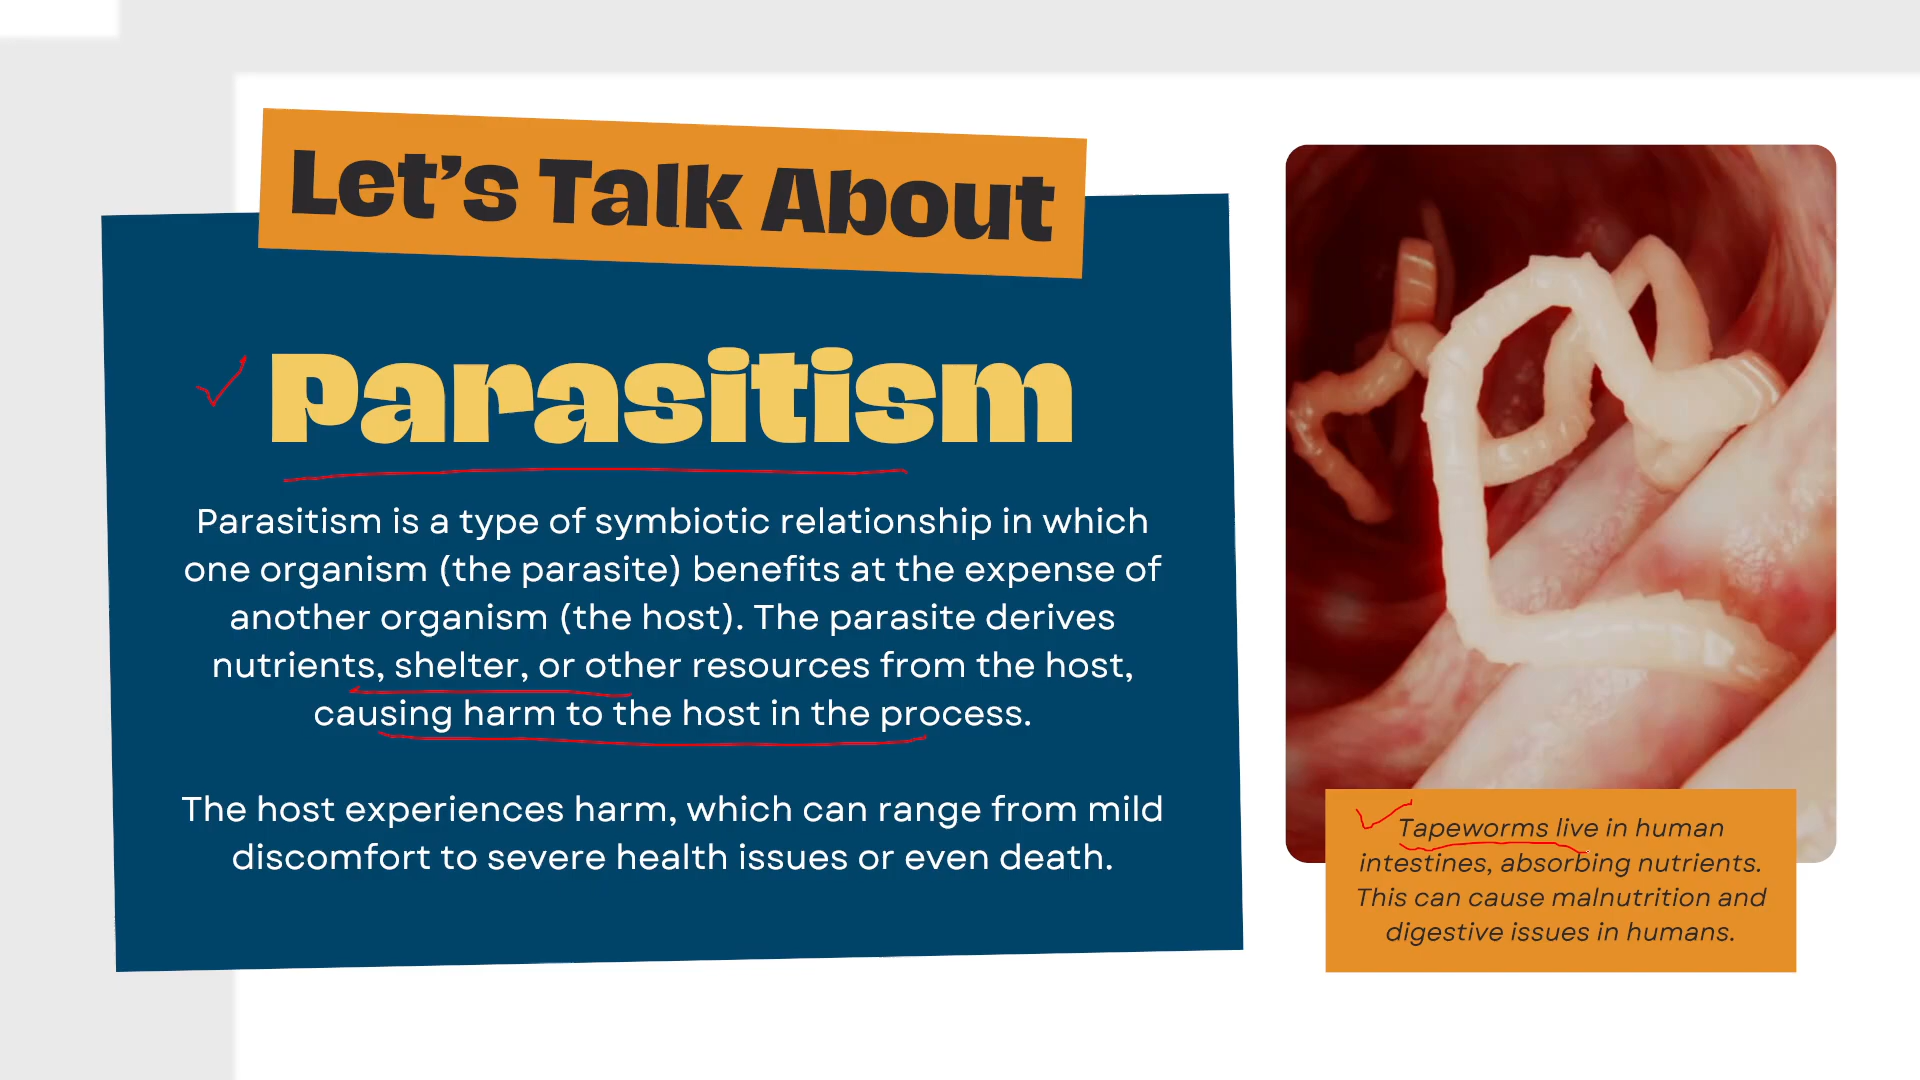 Let's Talk About
Parasitism
Parasitism is a type of symbiotic relationship in which
one organism (the parasite) benefits at the expense of
another organism (the host). The parasite derives
nutrients, shelter, or other resources from the host,
causing harm to the host in the process.
The host experiences harm, which can range from mild
discomfort to severe health issues or even death.
Tapeworms live in human
intestines, absorbing nutrients.
This can cause malnutrition and
digestive issues in humans.